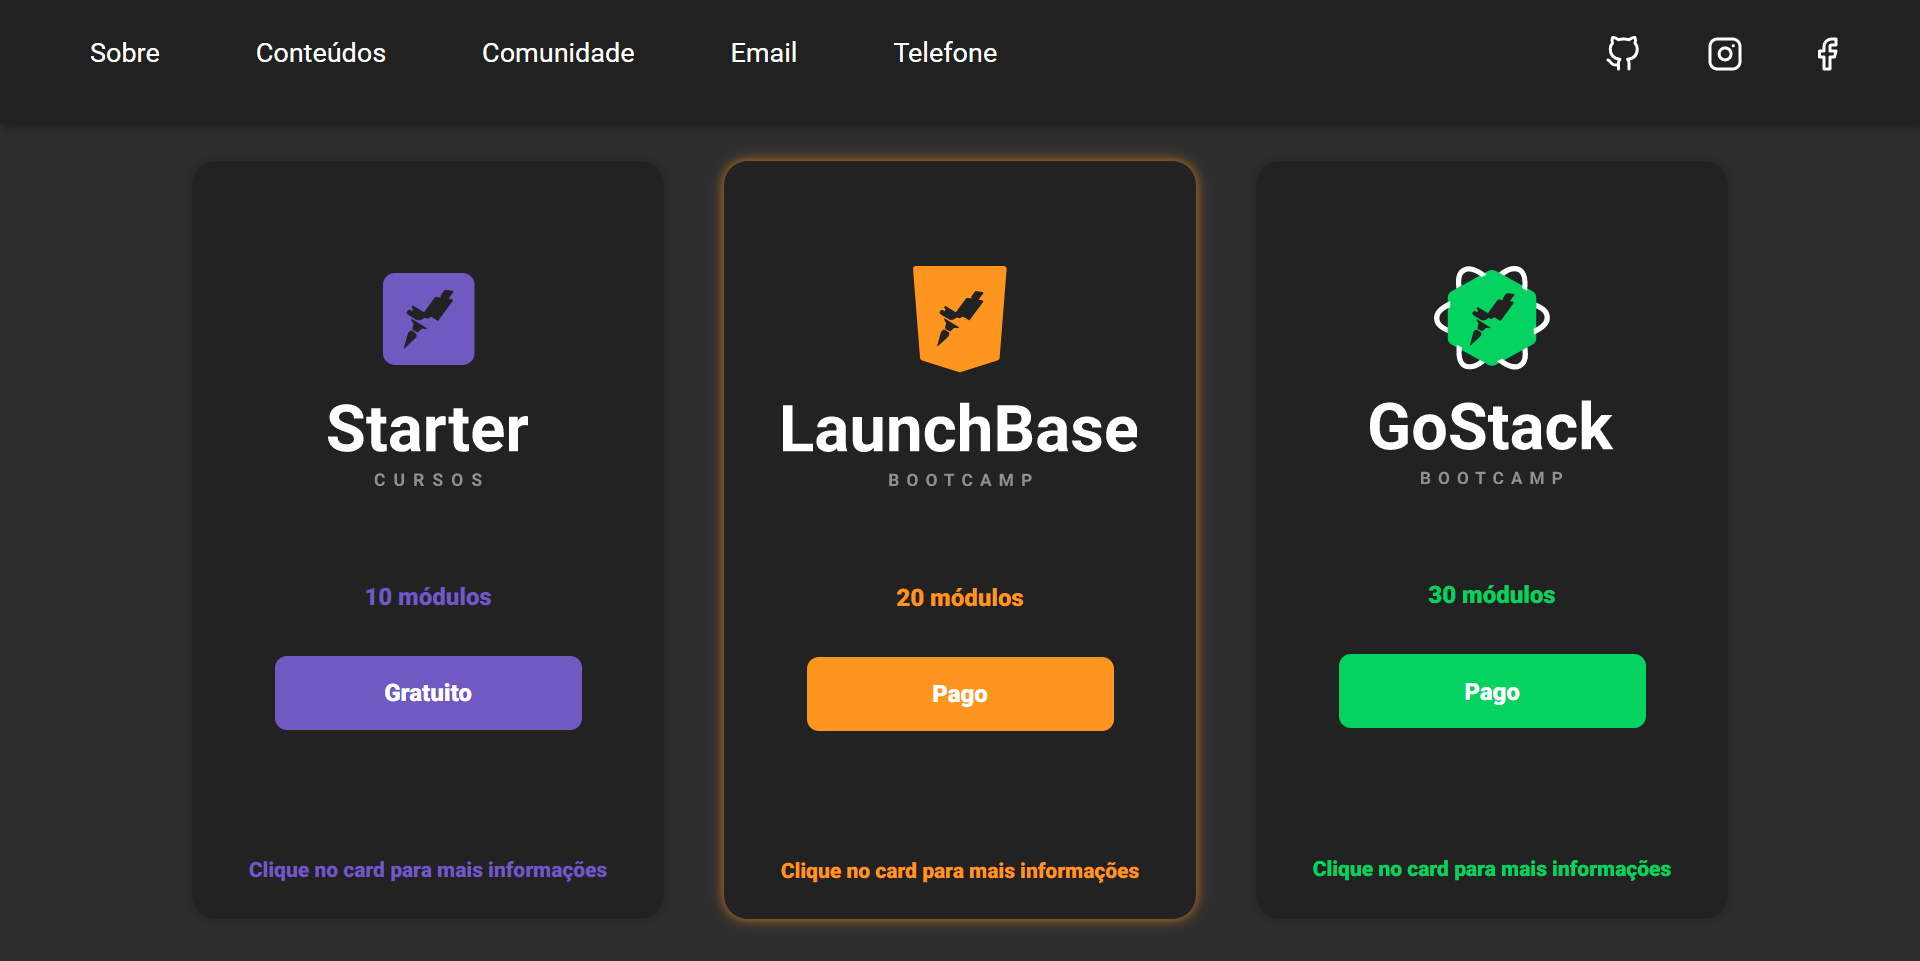 Sobre Conteúdos Comunidade Email Telefone
Starter
CURSOS
10 módulos
Gratuito
Clique no card para mais informações
LaunchBase
BOOTCAMP
20 módulos
Pago
Clique no card para mais informações
GoStack
BOOTCAMP
30 módulos
Pago
Clique no card para mais informações